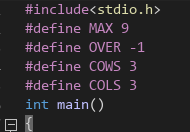 #include<stdio.h>
#define MAX 9
#define OVER -1
#define COWS 3
#define COLS 3
int main()
{